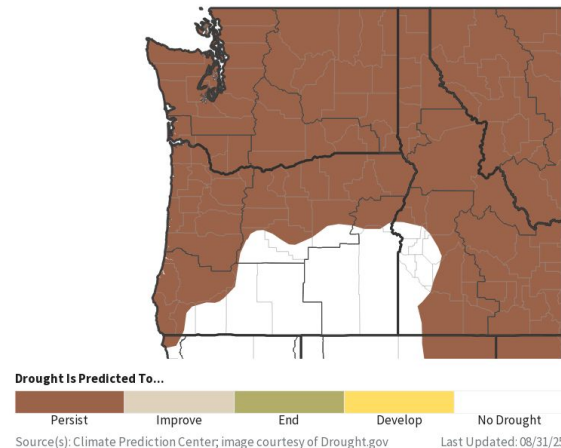 Drought Is Predicted To...
Persist Improve End Develop No Drought
Source(s): Climate Prediction Center; image courtesy of Drought.gov Last Updated: 08/31/25